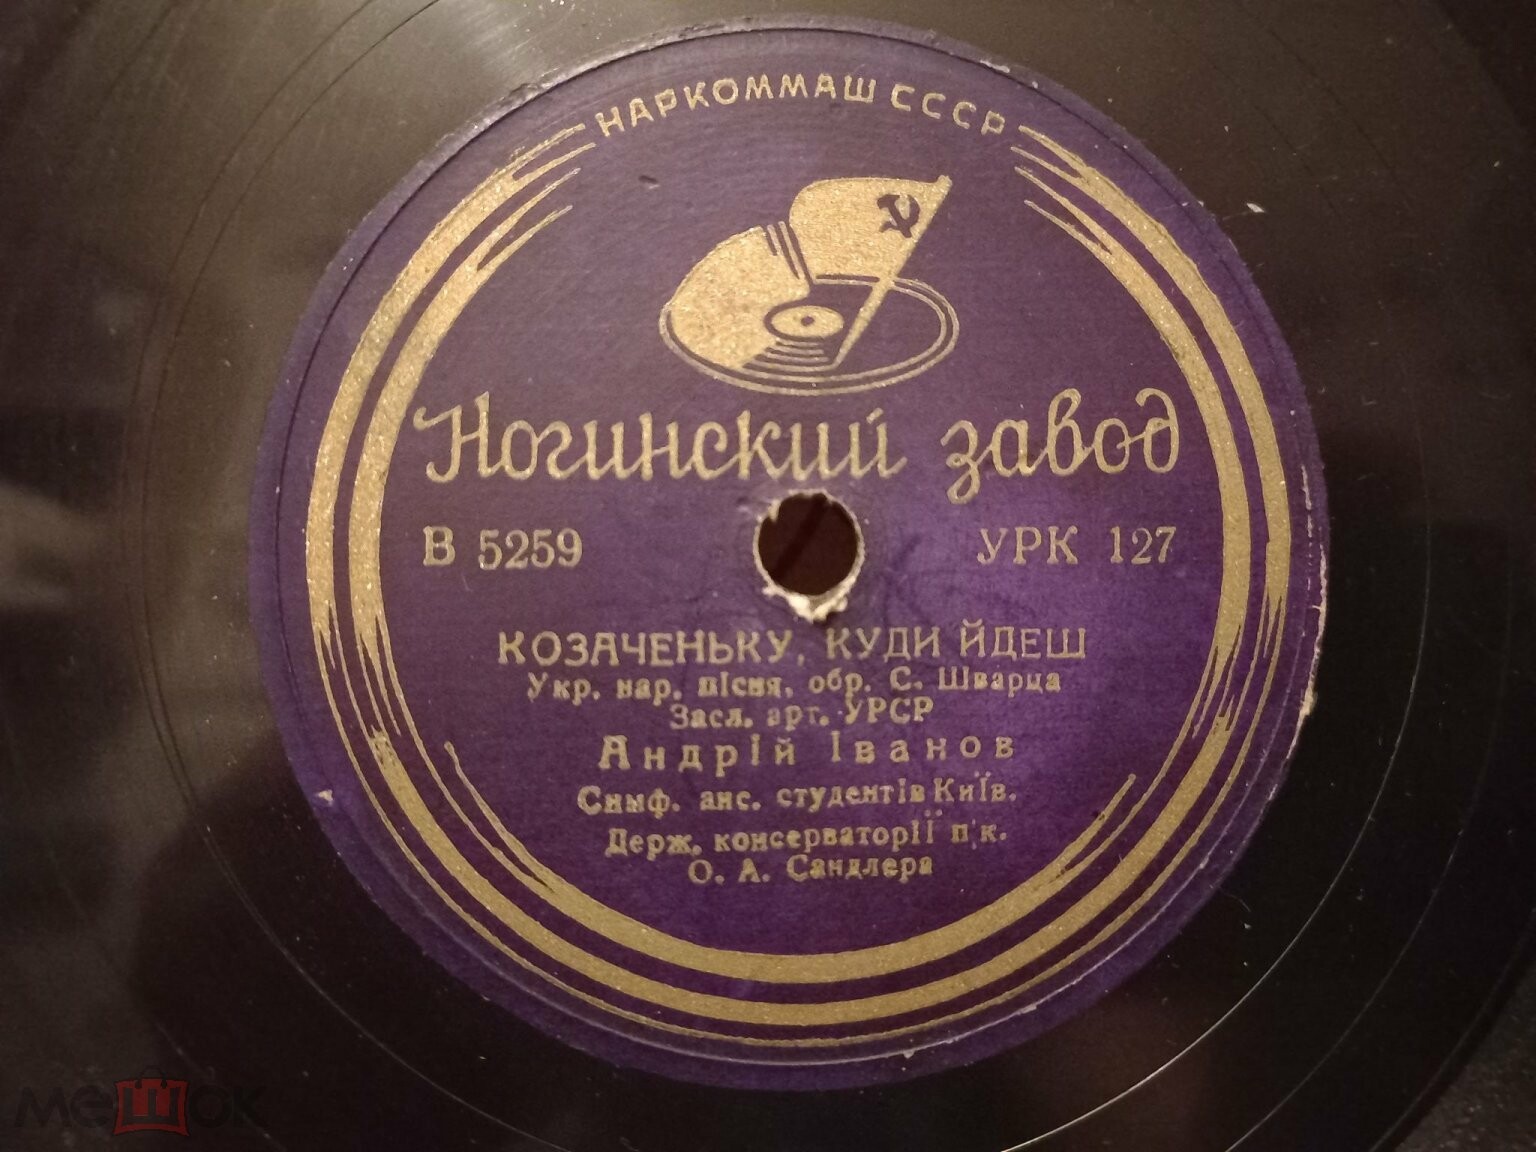 НАРКОММАШ СССР
Ногинский завод
В 5259
УРК 127
КОЗАЧЕНЬКУ, КУДИ ЙДЕШ
Укр. нар. пісня, обр. С. Шварца
Засл. арт. УРСР
Андрій Іванов
Симф. анс. студентів Київ.
Держ. консерваторії п/к.
О. А. Сандлера
мешок